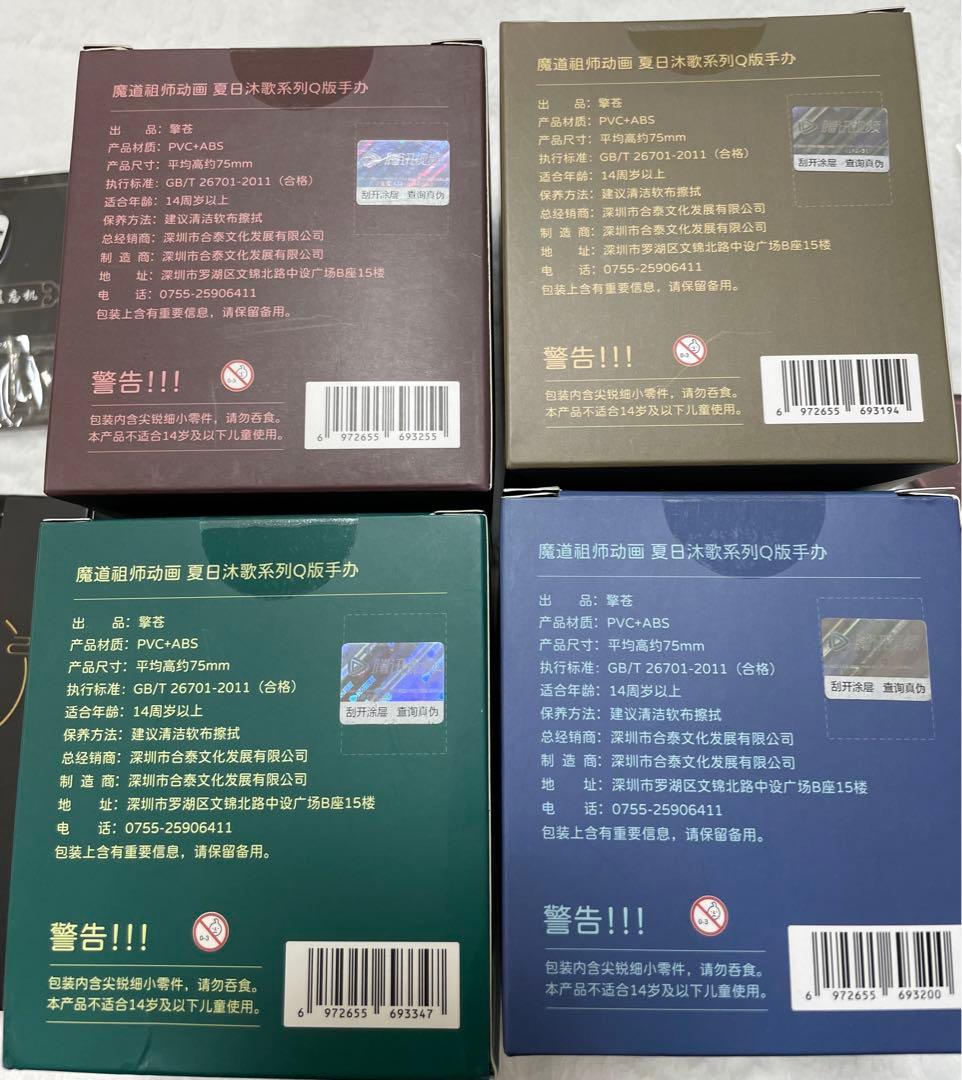 魔道祖师动画 夏日沐歌系列Q版手办
出 品：擎苍
产品材质：PVC+ABS
产品尺寸：平均高约75mm
执行标准：GB/T 26701-2011（合格）
适合年龄：14周岁以上
保养方法：建议清洁软布擦拭
总经销商：深圳市合泰文化发展有限公司
制 造 商：深圳市合泰文化发展有限公司
地 址：深圳市罗湖区文锦北路中设广场B座15楼
电 话：0755-25906411
包装上含有重要信息，请保留备用。
腾讯视频
刮开涂层 查询真伪
警告!!!
0-3
包装内含尖锐细小零件，请勿吞食。
本产品不适合14岁及以下儿童使用。
6 972655 693255
魔道祖师动画 夏日沐歌系列Q版手办
出 品：擎苍
产品材质：PVC+ABS
产品尺寸：平均高约75mm
执行标准：GB/T 26701-2011（合格）
适合年龄：14周岁以上
保养方法：建议清洁软布擦拭
总经销商：深圳市合泰文化发展有限公司
制 造 商：深圳市合泰文化发展有限公司
地 址：深圳市罗湖区文锦北路中设广场B座15楼
电 话：0755-25906411
包装上含有重要信息，请保留备用。
腾讯视频
刮开涂层 查询真伪
警告!!!
0-3
包装内含尖锐细小零件，请勿吞食。
本产品不适合14岁及以下儿童使用。
6 972655 693194
魔道祖师动画 夏日沐歌系列Q版手办
出 品：擎苍
产品材质：PVC+ABS
产品尺寸：平均高约75mm
执行标准：GB/T 26701-2011（合格）
适合年龄：14周岁以上
保养方法：建议清洁软布擦拭
总经销商：深圳市合泰文化发展有限公司
制 造 商：深圳市合泰文化发展有限公司
地 址：深圳市罗湖区文锦北路中设广场B座15楼
电 话：0755-25906411
包装上含有重要信息，请保留备用。
腾讯视频
刮开涂层 查询真伪
警告!!!
0-3
包装内含尖锐细小零件，请勿吞食。
本产品不适合14岁及以下儿童使用。
6 972655 693347
魔道祖师动画 夏日沐歌系列Q版手办
出 品：擎苍
产品材质：PVC+ABS
产品尺寸：平均高约75mm
执行标准：GB/T 26701-2011（合格）
适合年龄：14周岁以上
保养方法：建议清洁软布擦拭
总经销商：深圳市合泰文化发展有限公司
制 造 商：深圳市合泰文化发展有限公司
地 址：深圳市罗湖区文锦北路中设广场B座15楼
电 话：0755-25906411
包装上含有重要信息，请保留备用。
腾讯视频
刮开涂层 查询真伪
警告!!!
0-3
包装内含尖锐细小零件，请勿吞食。
本产品不适合14岁及以下儿童使用。
6 972655 693200
忘机